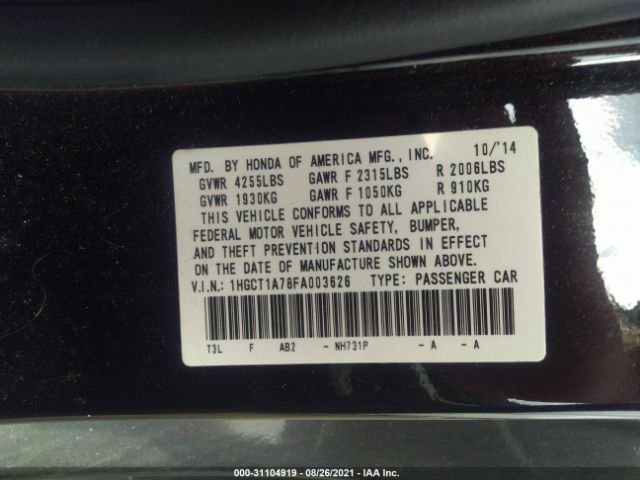 MFD. BY HONDA OF AMERICA MFG., INC. 10/'14
GVWR 4255LBS GAWR F 2315LBS R 2006LBS
GVWR 1930KG GAWR F 1050KG R 910KG
THIS VEHICLE CONFORMS TO ALL APPLICABLE
FEDERAL MOTOR VEHICLE SAFETY, BUMPER,
AND THEFT PREVENTION STANDARDS IN EFFECT
ON THE DATE OF MANUFACTURE SHOWN ABOVE.
V.I.N.: 1HGCT1A78FA003626 TYPE: PASSENGER CAR
T3L F AB2 - NH731P - A - A
000-31104919 - 08/26/2021 - IAA Inc.